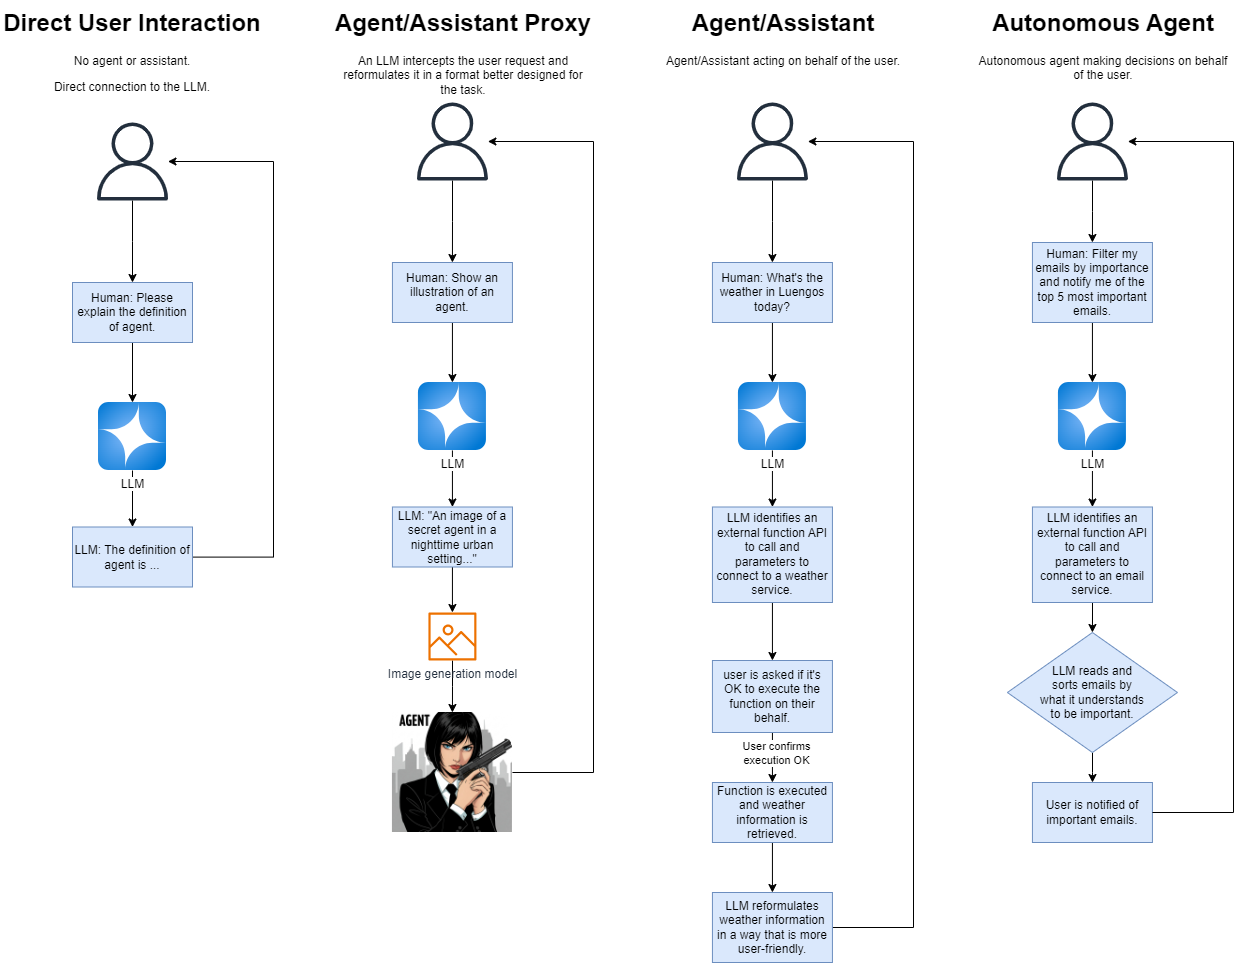 Direct User Interaction
No agent or assistant.
Direct connection to the LLM.
Human: Please
explain the definition
of agent.
LLM
LLM: The definition of
agent is ...
Agent/Assistant Proxy
An LLM intercepts the user request and
reformulates it in a format better designed for
the task.
Human: Show an
illustration of an
agent.
LLM
LLM: "An image of a
secret agent in a
nighttime urban
setting..."
Image generation model
AGENT
Agent/Assistant
Agent/Assistant acting on behalf of the user.
Human: What's the
weather in Luengos
today?
LLM
LLM identifies an
external function API
to call and
parameters to
connect to a weather
service.
user is asked if it's
OK to execute the
function on their
behalf.
User confirms
execution OK
Function is executed
and weather
information is
retrieved.
LLM reformulates
weather information
in a way that is more
user-friendly.
Autonomous Agent
Autonomous agent making decisions on behalf
of the user.
Human: Filter my
emails by importance
and notify me of the
top 5 most important
emails.
LLM
LLM identifies an
external function API
to call and
parameters to
connect to an email
service.
LLM reads and
sorts emails by
what it understands
to be important.
User is notified of
important emails.